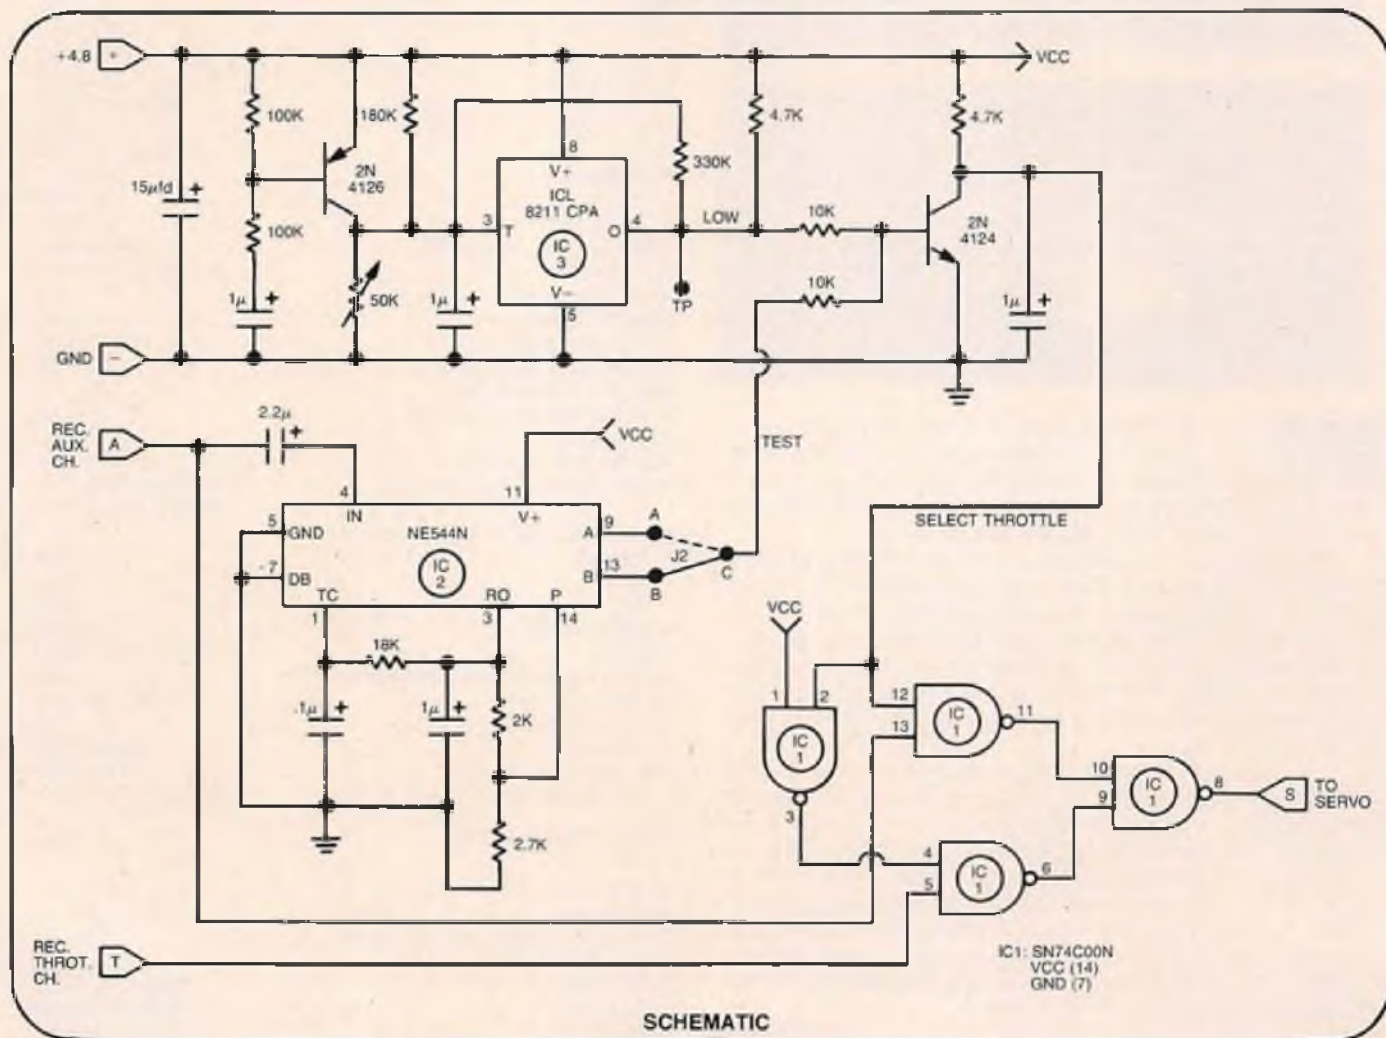 +4.8
+
VCC
100K
180K
4.7K
4.7K
8
V+
330K
15µfd
+
2N
4126
ICL
8211 CPA
3
T
O
4
LOW
10K
2N
4124
100K
IC
3
10K
1µ
+
50K
1µ
+
V−
5
TP
1µ
+
GND
−
REC.
AUX.
CH.
A
2.2µ
+
VCC
TEST
4
11
IN
V+
SELECT THROTTLE
5
GND
NE544N
A
9
A
7
DB
IC
2
J2
C
B
13
B
TC
RO
P
1
3
14
VCC
18K
1
2
12
11
.1µ
+
1µ
+
2K
IC
1
13
IC
1
10
9
IC
1
8
S
TO
SERVO
3
2.7K
4
5
IC
1
6
REC.
THROT.
CH.
T
IC1: SN74C00N
VCC (14)
GND (7)
SCHEMATIC